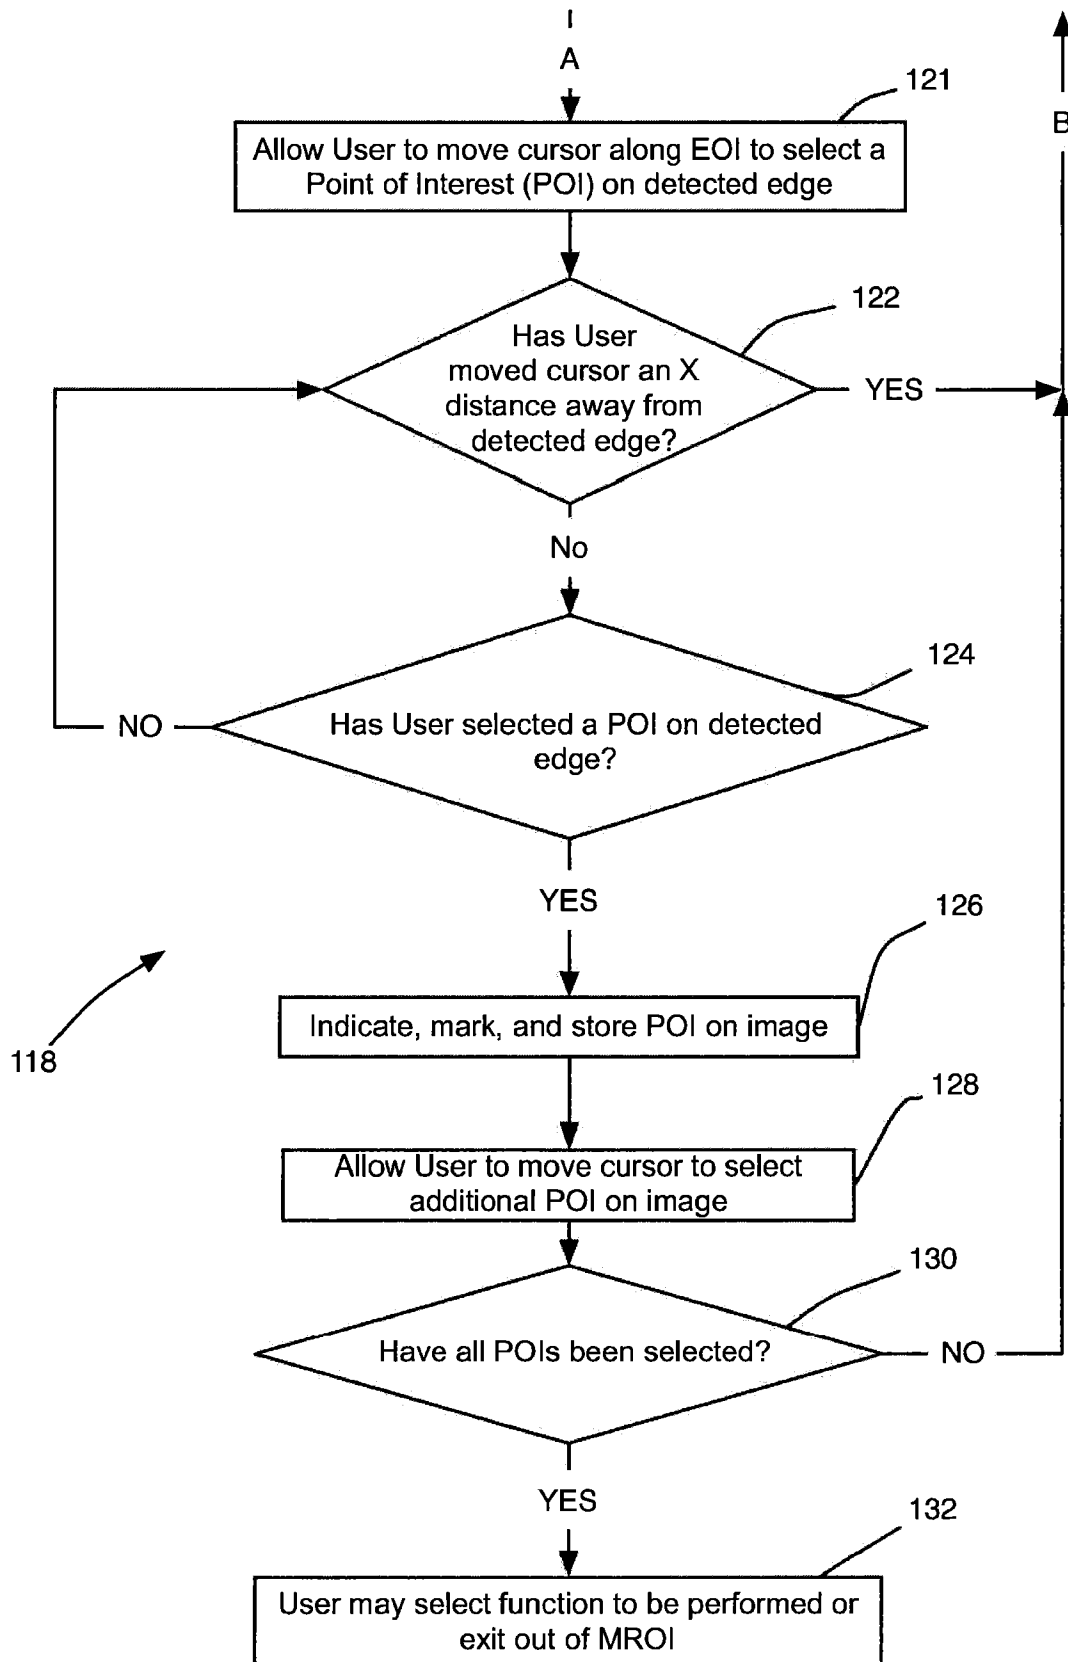 A
121
B
Allow User to move cursor along EOI to select a
Point of Interest (POI) on detected edge
122
Has User
moved cursor an X
distance away from
detected edge?
YES
No
124
Has User selected a POI on detected
edge?
NO
YES
126
Indicate, mark, and store POI on image
118
128
Allow User to move cursor to select
additional POI on image
130
Have all POIs been selected?
NO
YES
132
User may select function to be performed or
exit out of MROI